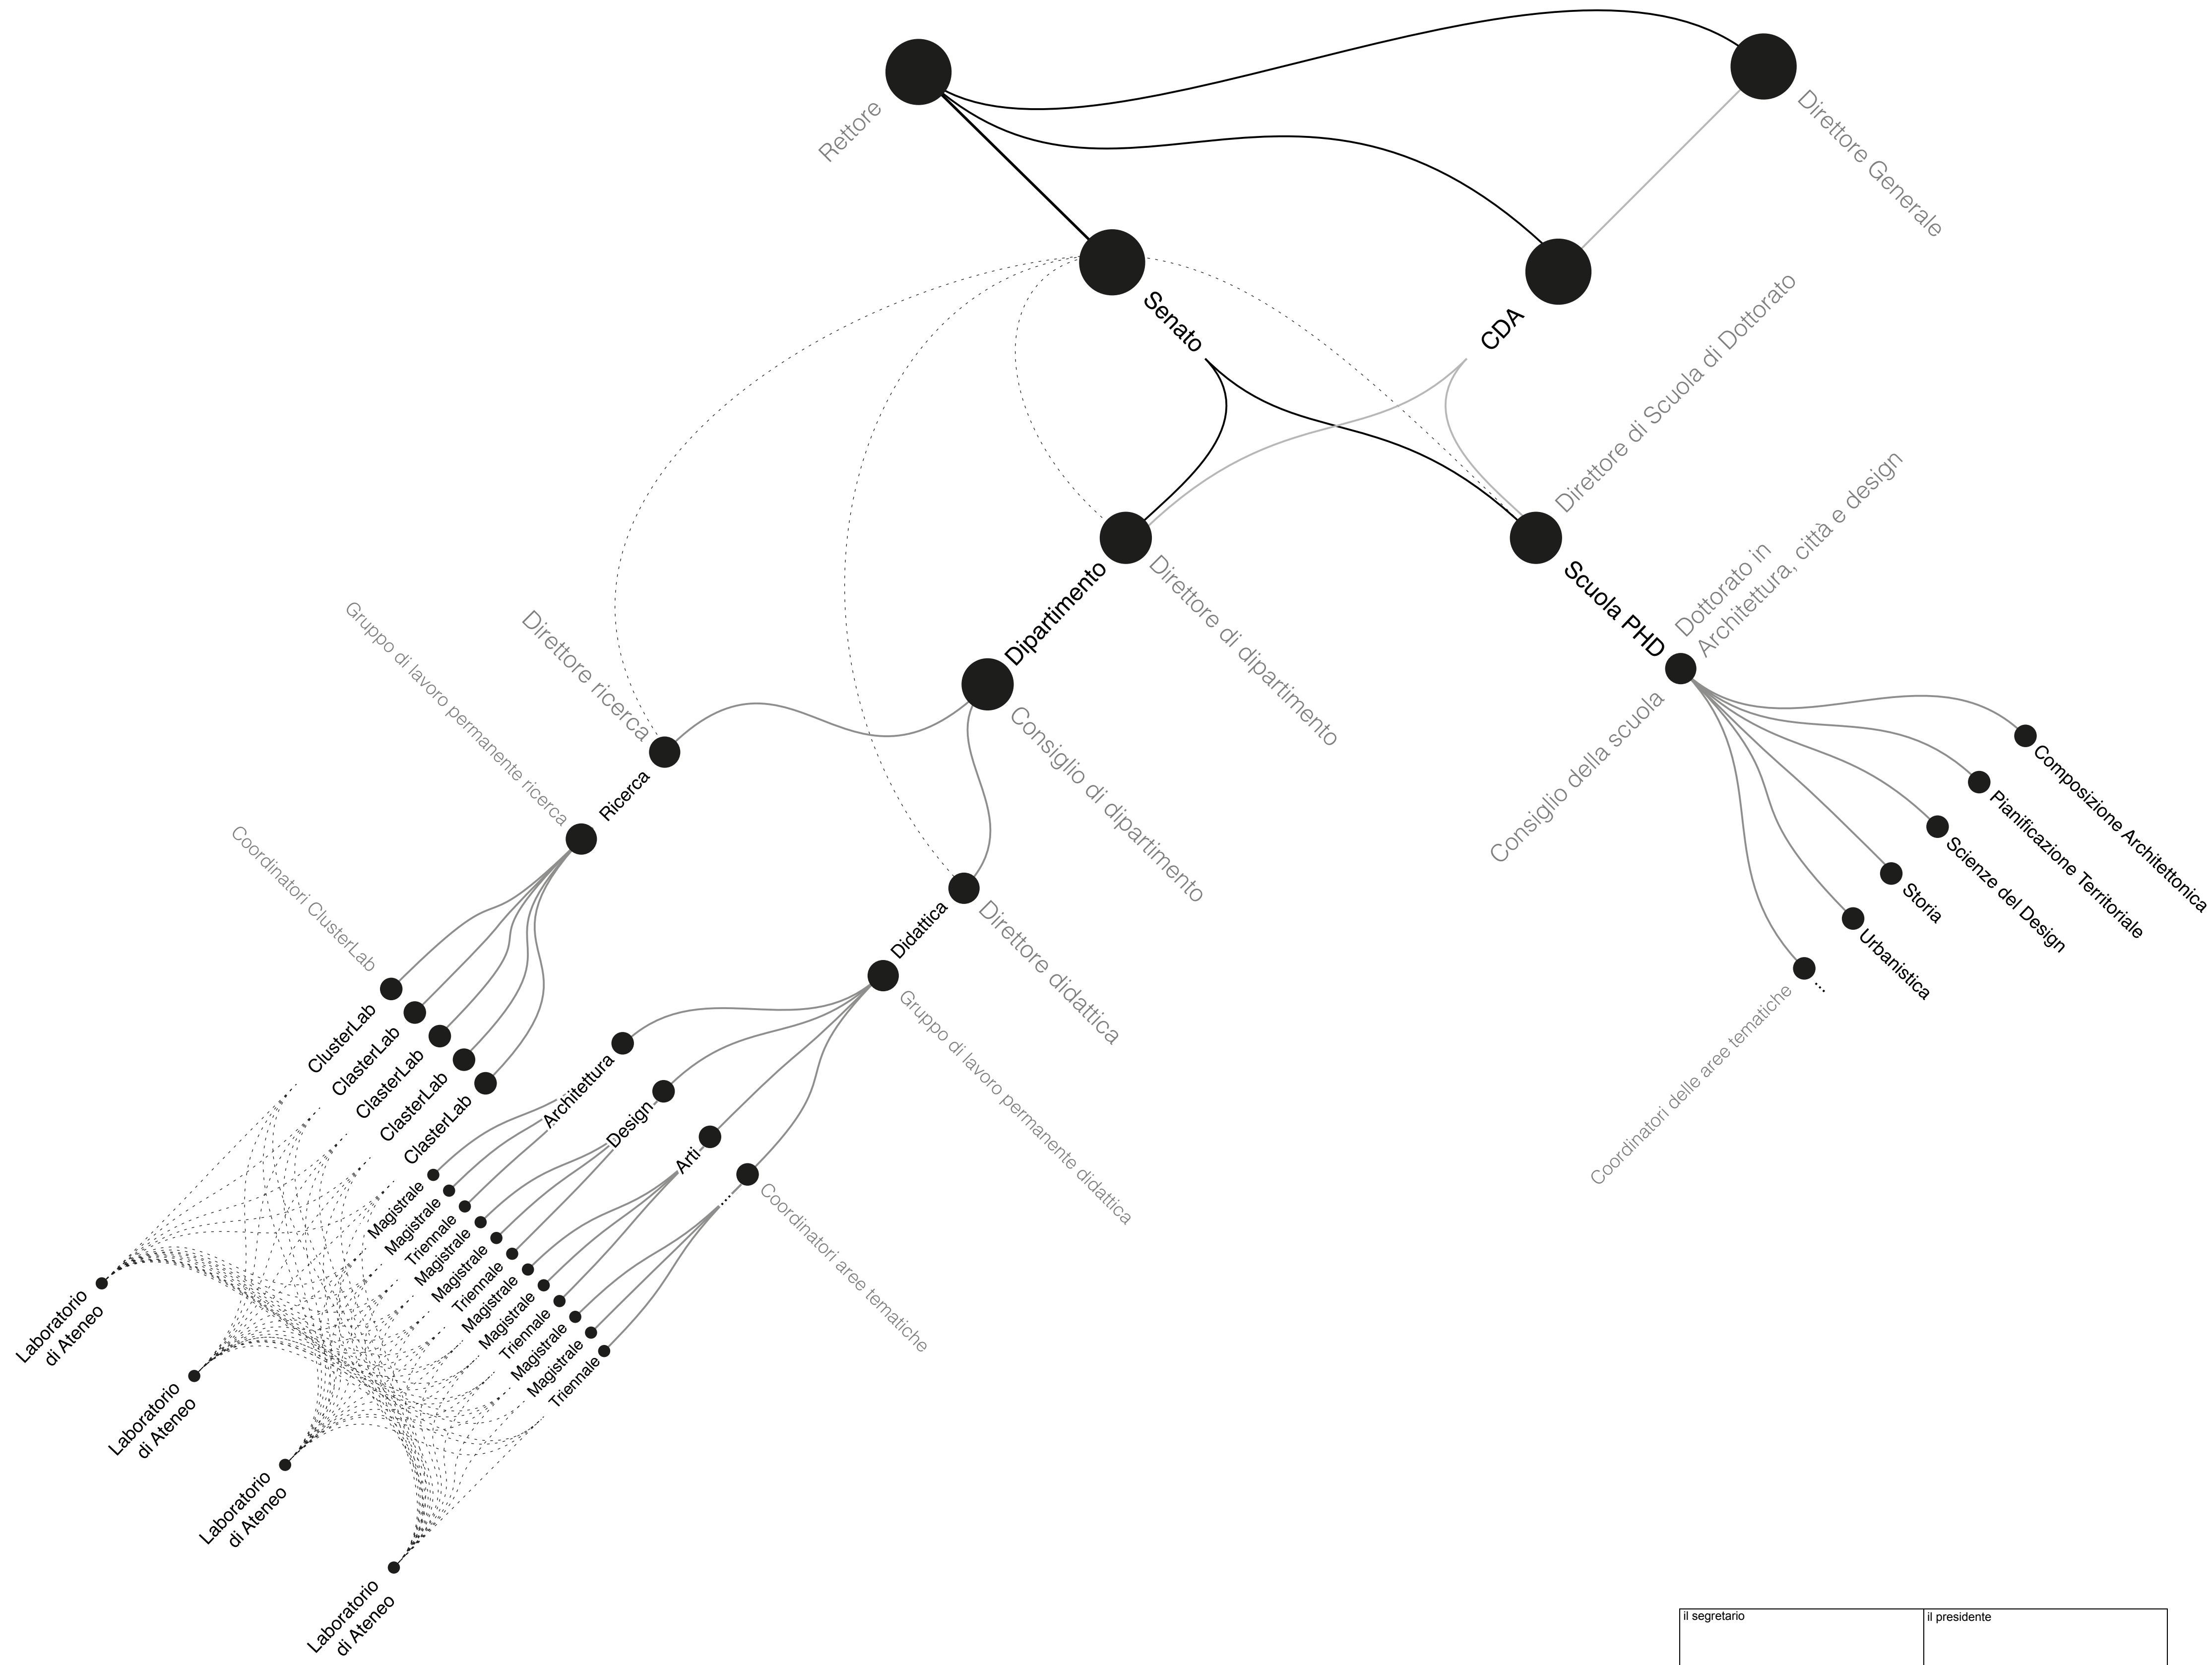 Rettore
Direttore Generale
Senato
CDA
Direttore di Scuola di Dottorato
Dipartimento
Direttore di dipartimento
Scuola PHD
Dottorato in
Architettura, città e design
Consiglio della scuola
Consiglio di dipartimento
Direttore ricerca
Gruppo di lavoro permanente ricerca
Ricerca
Coordinatori ClusterLab
Didattica
Direttore didattica
Gruppo di lavoro permanente didattica
Composizione Architettonica
Pianificazione Territoriale
Scienze del Design
Storia
Urbanistica
...
Coordinatori delle aree tematiche
ClusterLab
ClasterLab
ClasterLab
ClasterLab
ClasterLab
Architettura
Design
Arti
...
Coordinatori aree tematiche
Magistrale
Magistrale
Triennale
Magistrale
Magistrale
Triennale
Magistrale
Magistrale
Triennale
Magistrale
Magistrale
Triennale
Laboratorio
di Ateneo
Laboratorio
di Ateneo
Laboratorio
di Ateneo
Laboratorio
di Ateneo
il segretario
il presidente